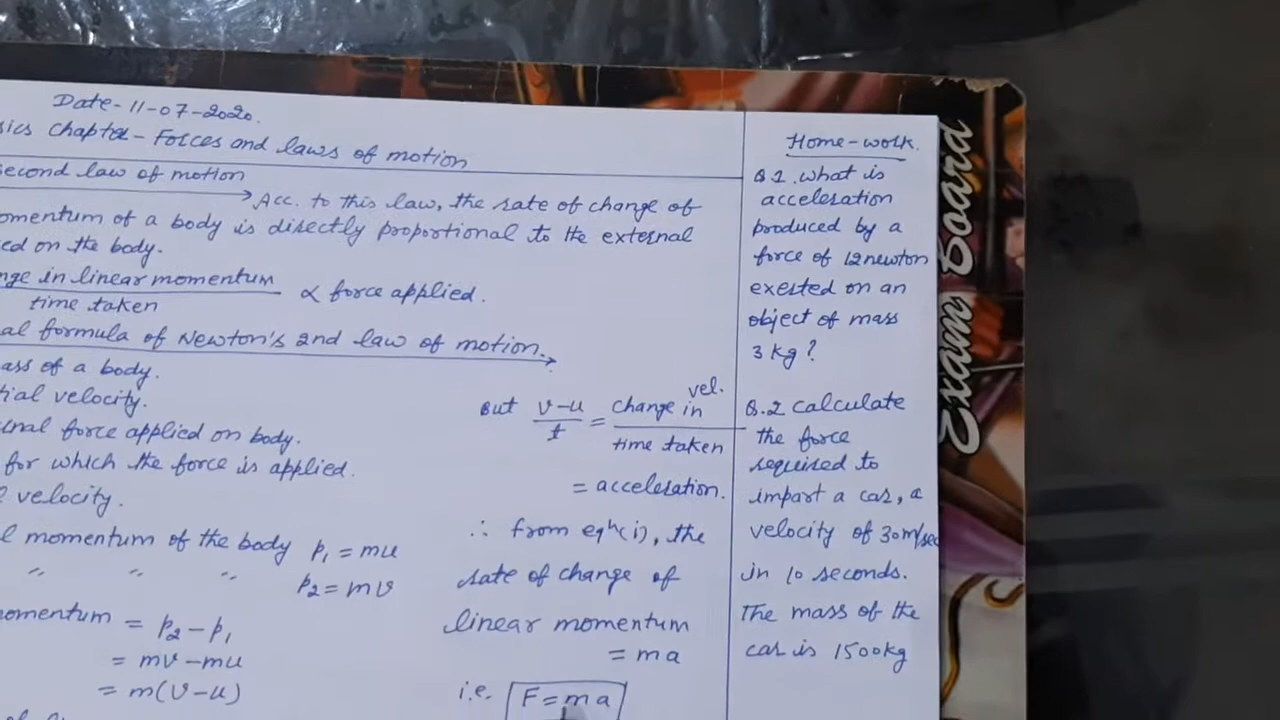 Date-11-07-2020.
sics Chapter-Forces and laws of motion
second law of motion
Acc. to this law, the rate of change of
omentum of a body is directly proportional to the external
ed on the body.
nge in linear momentum
time taken
∝ force applied.
al formula of Newton's 2nd law of motion.
ass of a body.
tial velocity.
rnal force applied on body.
for which the force is applied.
l velocity.
l momentum of the body p₁ = mu
" " " p₂ = mv
omentum = p₂-p₁
= mv-mu
= m(v-u)
But v-u/t = change in vel./time taken
= acceleration.
∴ from eqn(i), the
rate of change of
linear momentum
= ma
i.e. F=ma
Home-work.
Q.1. what is
acceleration
produced by a
force of 12newton
exerted on an
object of mass
3 kg?
Q.2 calculate
the force
required to
impart a car, a
velocity of 30m/sec
in 10 seconds.
The mass of the
car is 1500kg
Exam Board